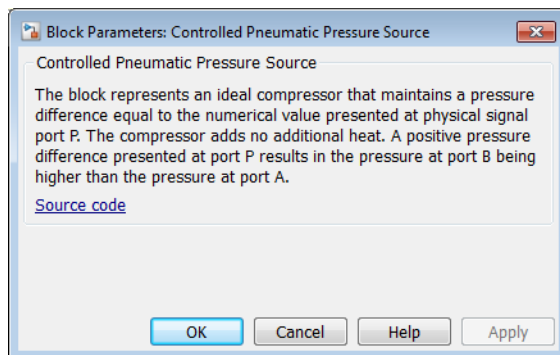 Block Parameters: Controlled Pneumatic Pressure Source
Controlled Pneumatic Pressure Source
The block represents an ideal compressor that maintains a pressure
difference equal to the numerical value presented at physical signal
port P. The compressor adds no additional heat. A positive pressure
difference presented at port P results in the pressure at port B being
higher than the pressure at port A.
Source code
OK Cancel Help Apply